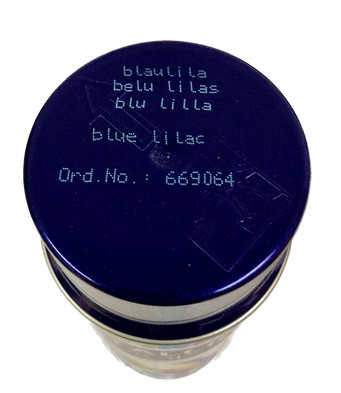 blaulila
belu lilas
blu lilla
blue lilac
Ord.No.: 669064